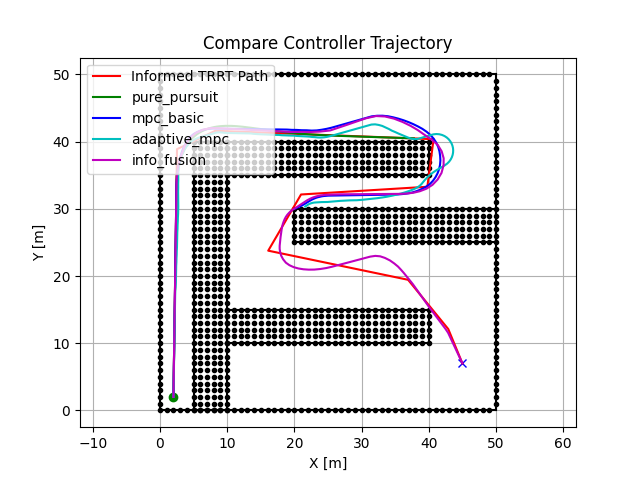 Compare Controller Trajectory
Informed TRRT Path
pure_pursuit
mpc_basic
adaptive_mpc
info_fusion
50
40
30
20
10
0
Y [m]
−10 0 10 20 30 40 50 60
X [m]